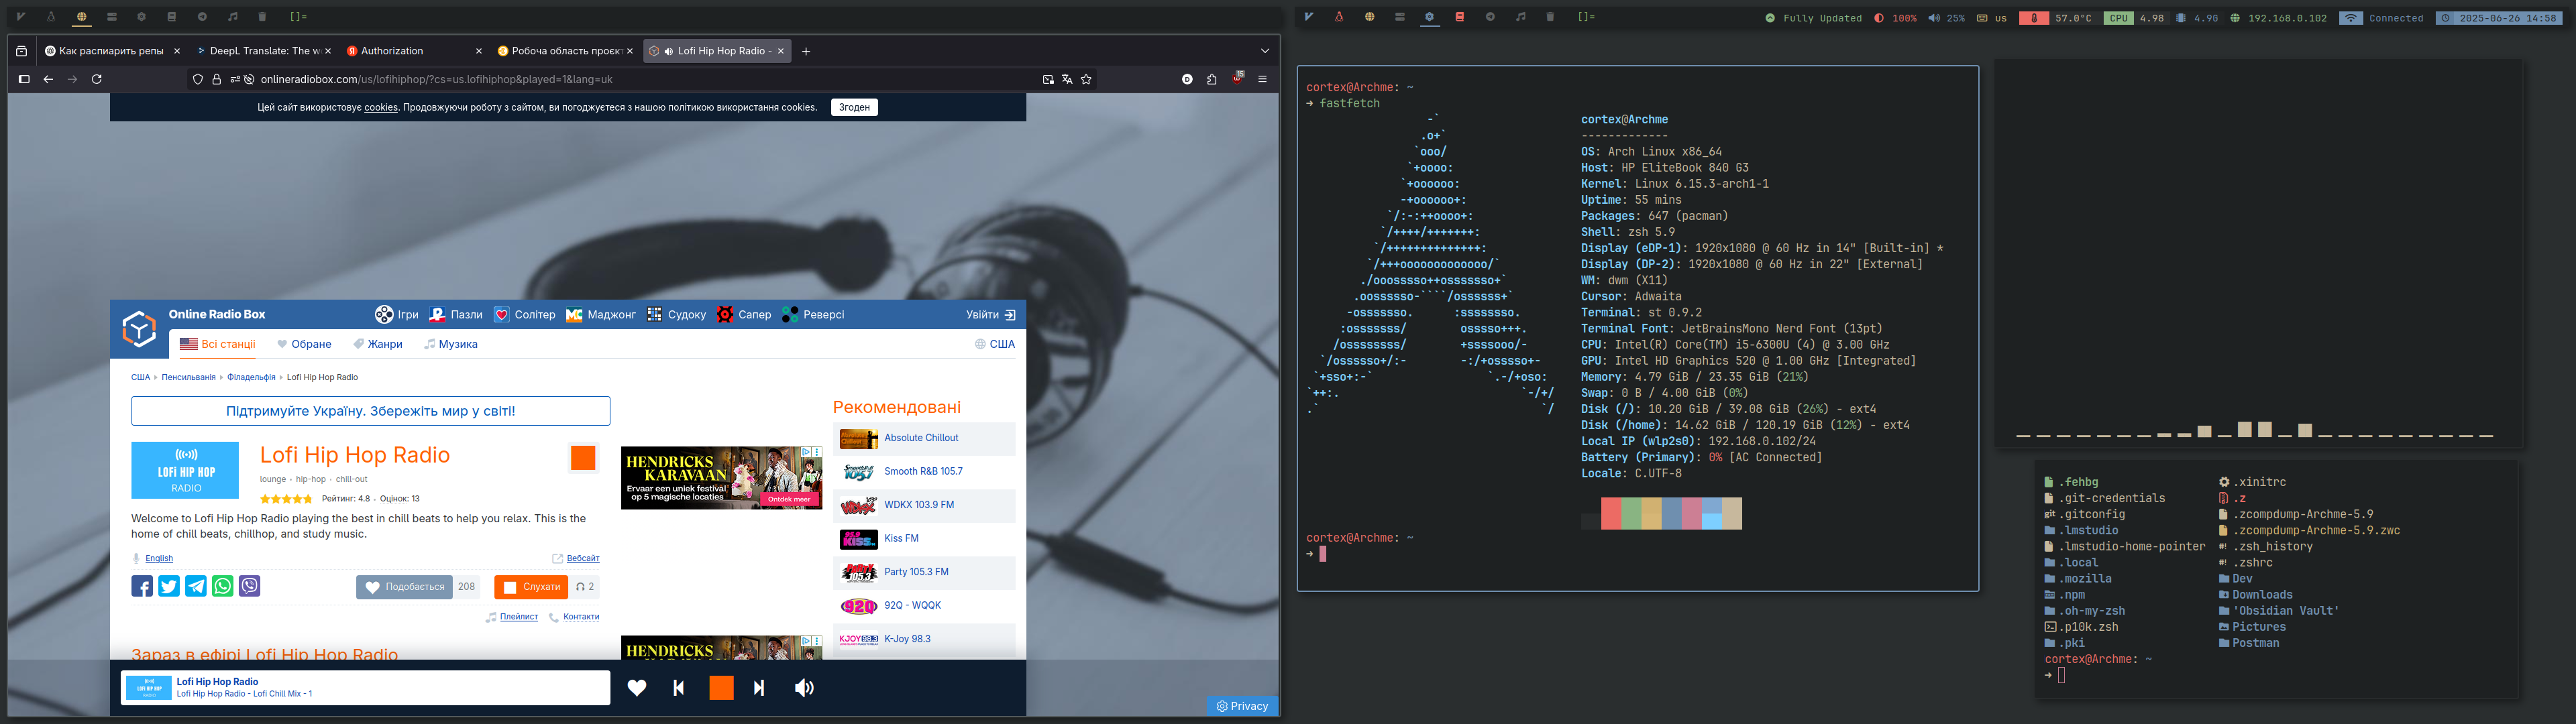 []=
Как распиарить репы
DeepL Translate: The w
Authorization
Робоча область проєкт
Lofi Hip Hop Radio -
onlineradiobox.com/us/lofihiphop/?cs=us.lofihiphop&played=1&lang=uk
15
Цей сайт використовує cookies. Продовжуючи роботу з сайтом, ви погоджуєтеся з нашою політикою використання cookies.
Згоден
Online Radio Box
Ігри
Пазли
Солітер
Маджонг
Судоку
Сапер
Реверсі
Увійти
Всі станції
Обране
Жанри
Музика
США
США
Пенсильванія
Філадельфія
Lofi Hip Hop Radio
Підтримуйте Україну. Збережіть мир у світі!
LOFI HIP HOP
RADIO
Lofi Hip Hop Radio
lounge · hip-hop · chill-out
Рейтинг: 4.8 · Оцінок: 13
Welcome to Lofi Hip Hop Radio playing the best in chill beats to help you relax. This is the
home of chill beats, chillhop, and study music.
English
Вебсайт
Подобається
208
Слухати
2
Плейлист
Контакти
Зараз в ефірі Lofi Hip Hop Radio
HENDRICKS
KARAVAAN
Ervaar een uniek festival
op 5 magische locaties
Ontdek meer
HENDRICKS
Рекомендовані
Absolute Chillout
Smooth R&B 105.7
WDKX 103.9 FM
Kiss FM
Party 105.3 FM
92Q - WQQK
K-Joy 98.3
Lofi Hip Hop Radio
Lofi Hip Hop Radio - Lofi Chill Mix - 1
Privacy
[]=
Fully Updated
100%
25%
us
57.0°C
CPU
4.98
4.9G
192.168.0.102
Connected
2025-06-26 14:58
cortex@Archme: ~
→ fastfetch
cortex@Archme
-------------
OS: Arch Linux x86_64
Host: HP EliteBook 840 G3
Kernel: Linux 6.15.3-arch1-1
Uptime: 55 mins
Packages: 647 (pacman)
Shell: zsh 5.9
Display (eDP-1): 1920x1080 @ 60 Hz in 14" [Built-in] *
Display (DP-2): 1920x1080 @ 60 Hz in 22" [External]
WM: dwm (X11)
Cursor: Adwaita
Terminal: st 0.9.2
Terminal Font: JetBrainsMono Nerd Font (13pt)
CPU: Intel(R) Core(TM) i5-6300U (4) @ 3.00 GHz
GPU: Intel HD Graphics 520 @ 1.00 GHz [Integrated]
Memory: 4.79 GiB / 23.35 GiB (21%)
Swap: 0 B / 4.00 GiB (0%)
Disk (/): 10.20 GiB / 39.08 GiB (26%) - ext4
Disk (/home): 14.62 GiB / 120.19 GiB (12%) - ext4
Local IP (wlp2s0): 192.168.0.102/24
Battery (Primary): 0% [AC Connected]
Locale: C.UTF-8
cortex@Archme: ~
→
.fehbg
.xinitrc
.git-credentials
.z
.gitconfig
.zcompdump-Archme-5.9
.lmstudio
.zcompdump-Archme-5.9.zwc
.lmstudio-home-pointer
.zsh_history
.local
.zshrc
.mozilla
Dev
.npm
Downloads
.oh-my-zsh
'Obsidian Vault'
.p10k.zsh
Pictures
.pki
Postman
cortex@Archme: ~
→